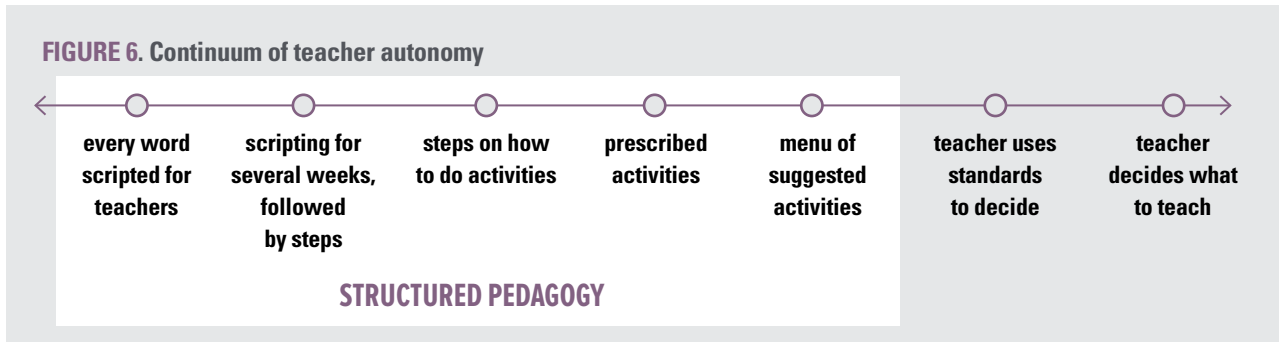 FIGURE 6. Continuum of teacher autonomy
every word
scripted for
teachers
scripting for
several weeks,
followed
by steps
steps on how
to do activities
prescribed
activities
menu of
suggested
activities
teacher uses
standards
to decide
teacher
decides what
to teach
STRUCTURED PEDAGOGY